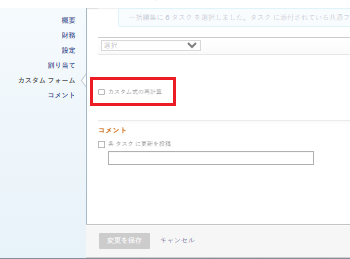 概要
財務
設定
割り当て
カスタム フォーム
コメント
一括編集に 6 タスク を選択しました。タスク に添付されている共通フ
選択
カスタム式の再計算
コメント
各 タスク に更新を投稿
変更を保存
キャンセル